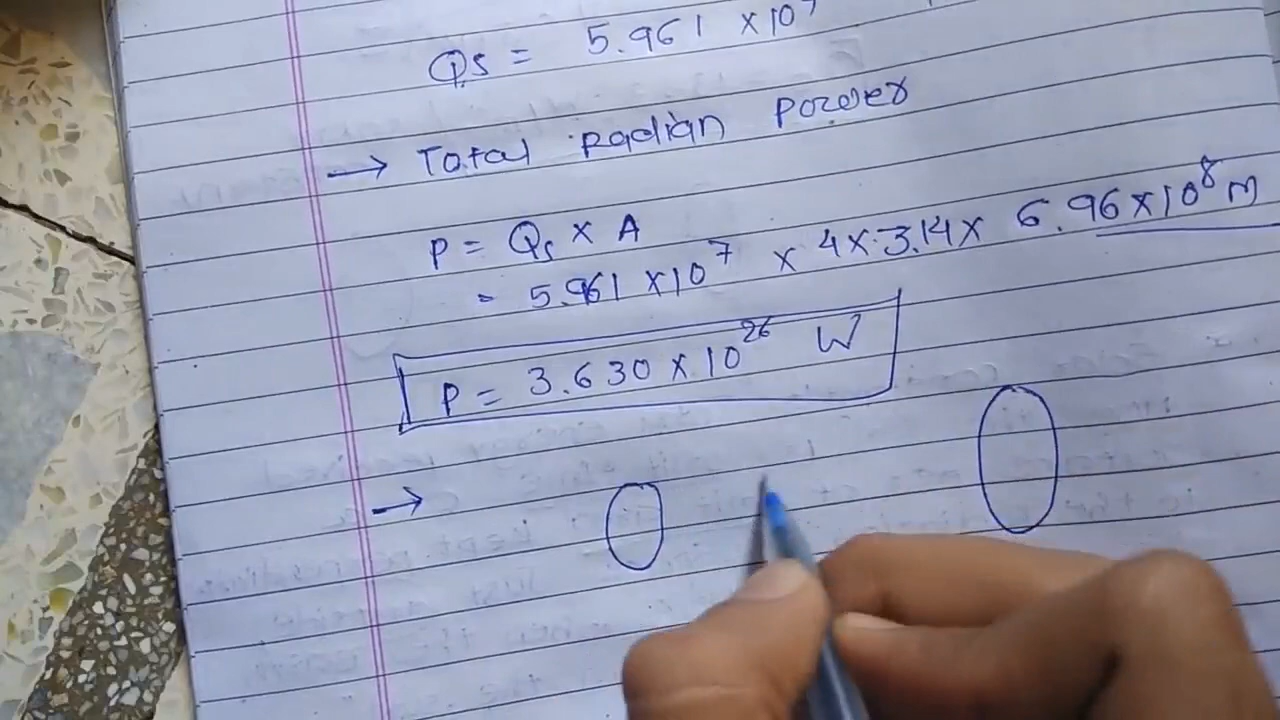 Qs = 5.961 × 10⁷
→ Total Radian Power
P = Qs × A
= 5.961 × 10⁷ × 4 × 3.14 × 6.96 × 10⁸ m
P = 3.630 × 10²⁶ W
→